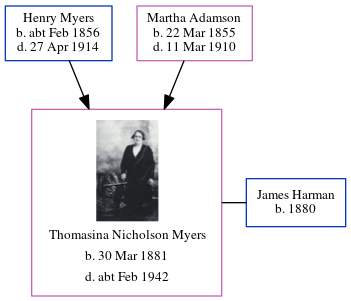 Henry Myers
b. abt Feb 1856
d. 27 Apr 1914
Martha Adamson
b. 22 Mar 1855
d. 11 Mar 1910
Thomasina Nicholson Myers
b. 30 Mar 1881
d. abt Feb 1942
James Harman
b. 1880